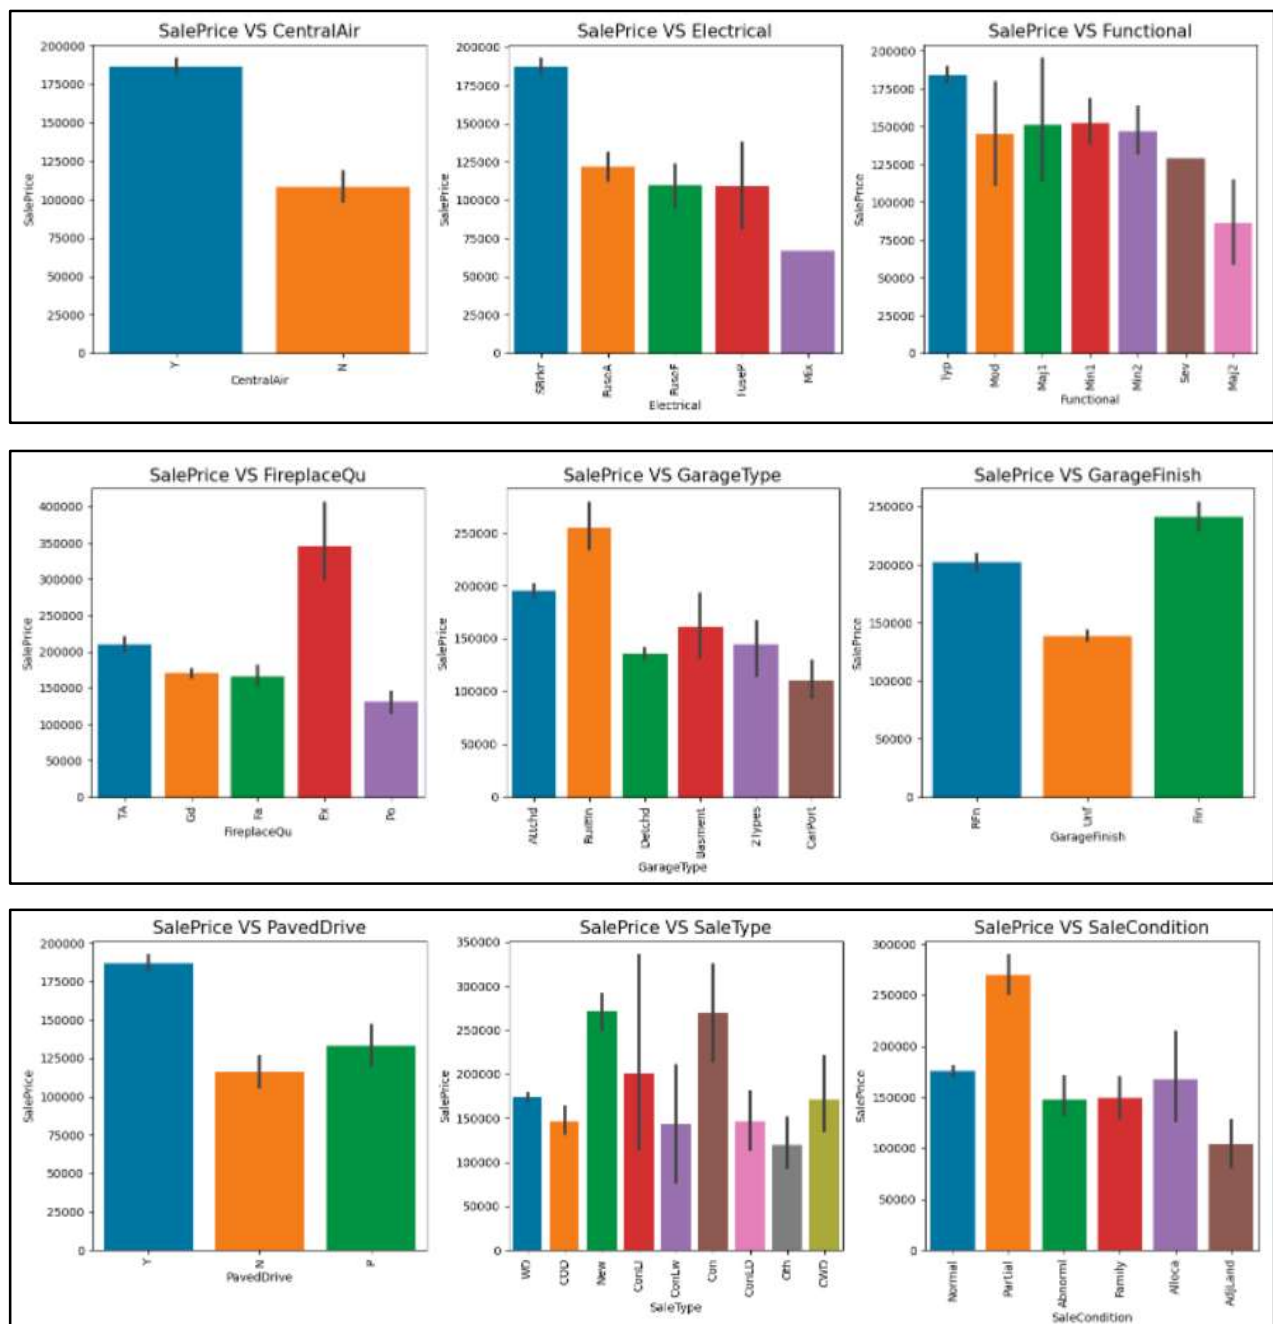 SalePrice VS CentralAir
200000
175000
150000
125000
100000
75000
50000
25000
0
SalePrice
Y
N
CentralAir
SalePrice VS Electrical
200000
175000
150000
125000
100000
75000
50000
25000
0
SalePrice
SBrkr
FuseA
FuseF
FuseP
Mix
Electrical
SalePrice VS Functional
200000
175000
150000
125000
100000
75000
50000
25000
0
SalePrice
Typ
Mod
Maj1
Min1
Min2
Sev
Maj2
Functional
SalePrice VS FireplaceQu
400000
350000
300000
250000
200000
150000
100000
50000
0
SalePrice
TA
Gd
Fa
Ex
Po
FireplaceQu
SalePrice VS GarageType
250000
200000
150000
100000
50000
0
SalePrice
Attchd
BuiltIn
Detchd
Basment
2Types
CarPort
GarageType
SalePrice VS GarageFinish
250000
200000
150000
100000
50000
0
SalePrice
RFn
Unf
Fin
GarageFinish
SalePrice VS PavedDrive
200000
175000
150000
125000
100000
75000
50000
25000
0
SalePrice
Y
N
P
PavedDrive
SalePrice VS SaleType
350000
300000
250000
200000
150000
100000
50000
0
SalePrice
WD
COD
New
ConLI
ConLw
Con
ConLD
Oth
CWD
SaleType
SalePrice VS SaleCondition
300000
250000
200000
150000
100000
50000
0
SalePrice
Normal
Partial
Abnorml
Family
Alloca
AdjLand
SaleCondition